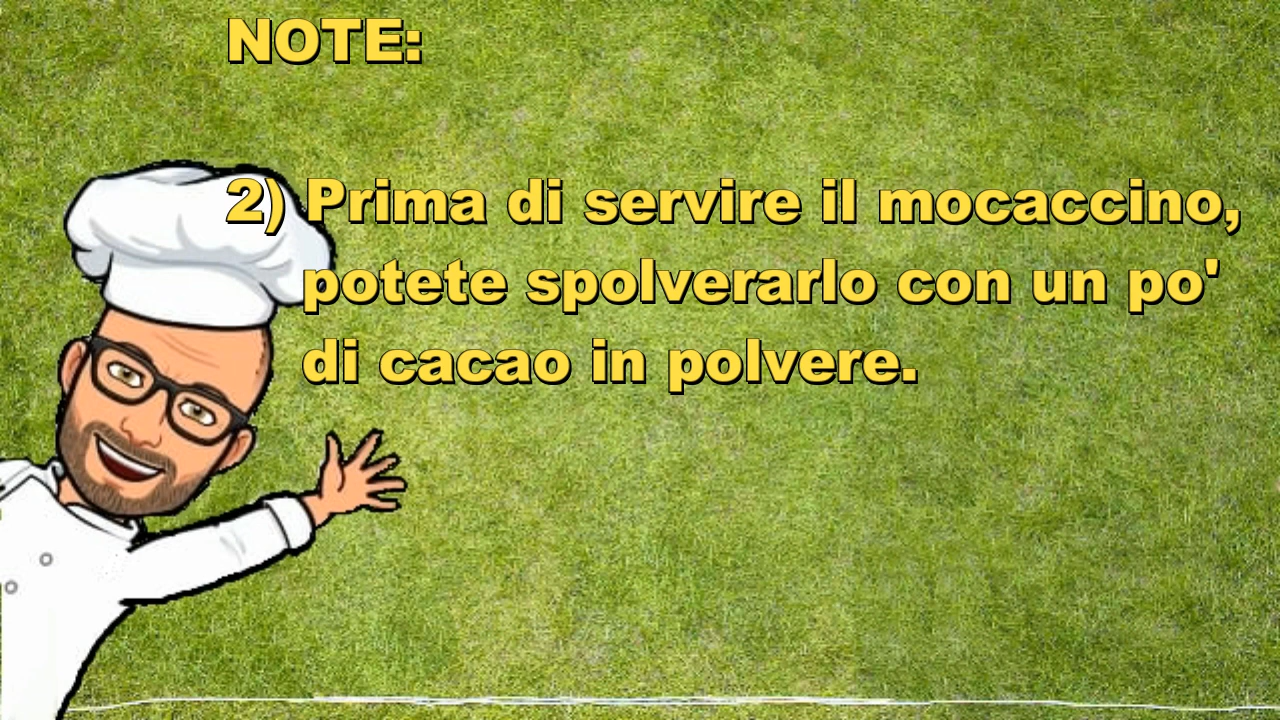 NOTE:
2) Prima di servire il mocaccino,
potete spolverarlo con un po'
di cacao in polvere.